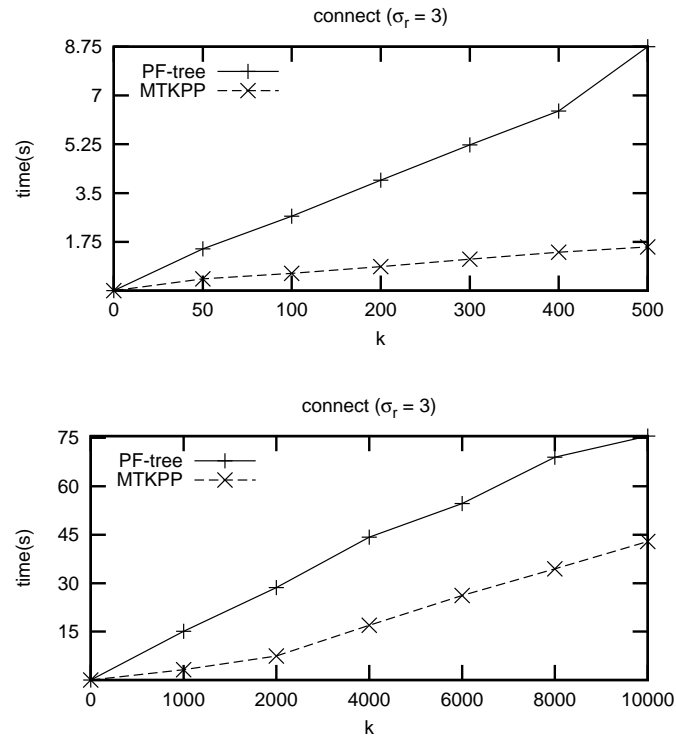 connect (σr = 3)
8.75
7
5.25
3.5
1.75
time(s)
PF-tree
MTKPP
0 50 100 200 300 400 500
k
connect (σr = 3)
75
60
45
30
15
time(s)
PF-tree
MTKPP
0 1000 2000 4000 6000 8000 10000
k